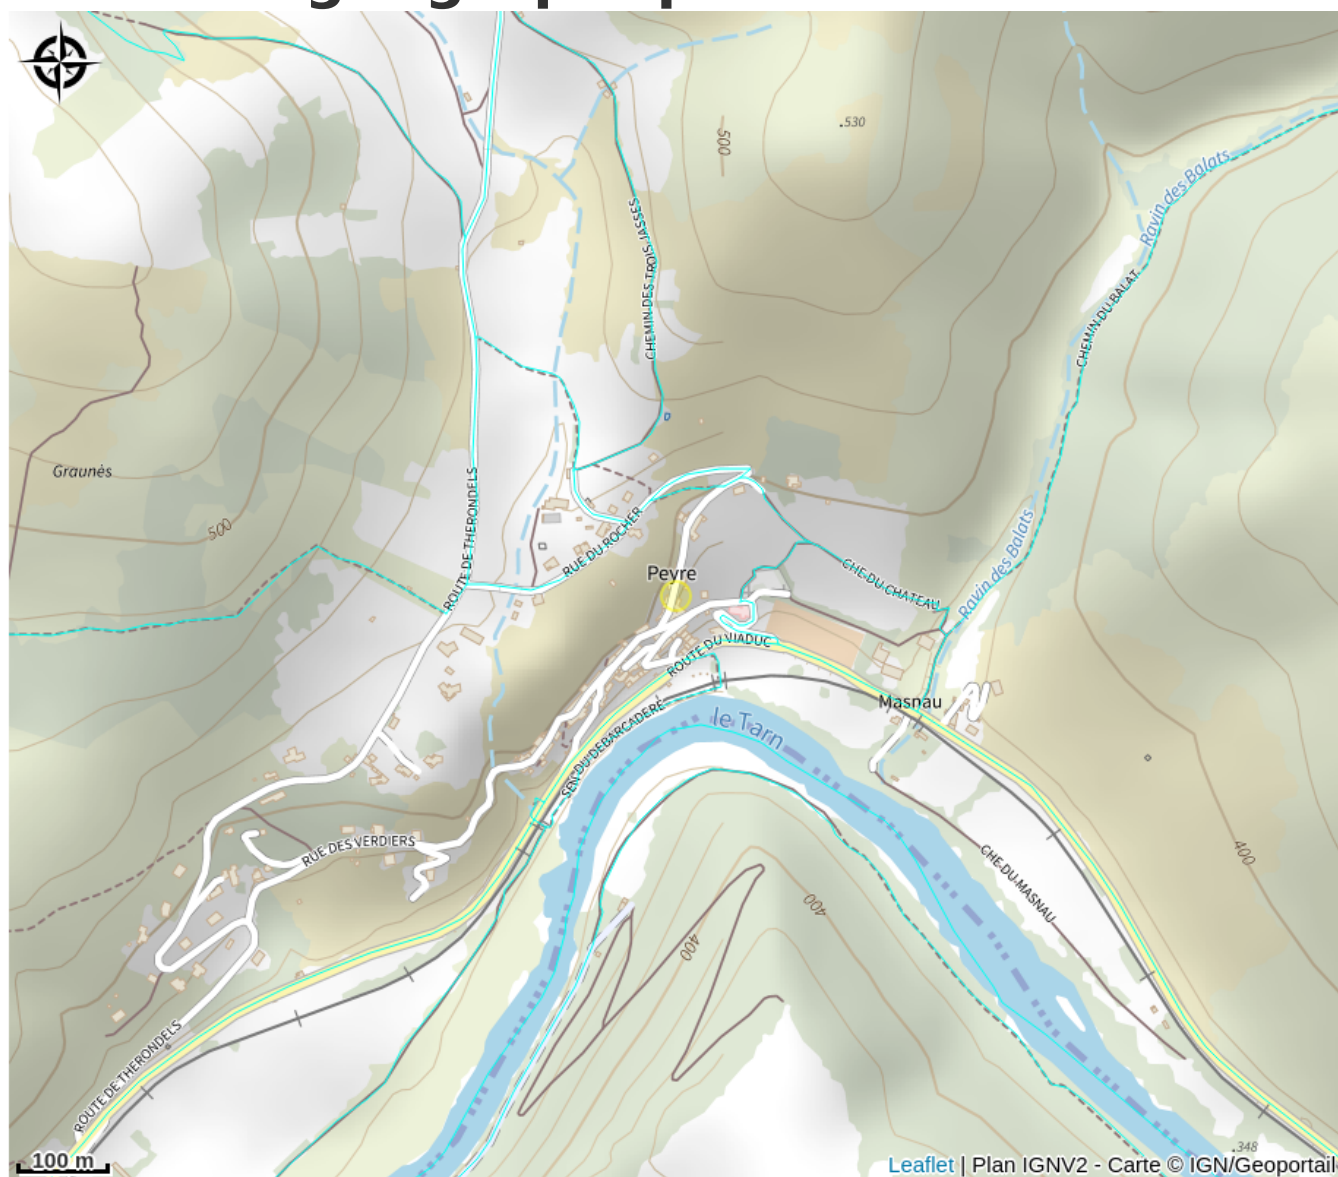 500
.530
Ravin des Balats
CHEMIN DES TROIS JASSES
CHEMIN DU BALAT
Graunés
500
ROUTE DE THERONDELS
RUE DU ROCHER
Peyre
CHE DU CHATEAU
Ravin des Balats
ROUTE DU VIADUC
Masnau
le Tarn
SEN DU DEBARCADERE
RUE DES VERDIERS
400
CHE DU MASNAU
400
400
ROUTE DE THERONDELS
.348
100 m
Leaflet | Plan IGNV2 - Carte © IGN/Geoportail